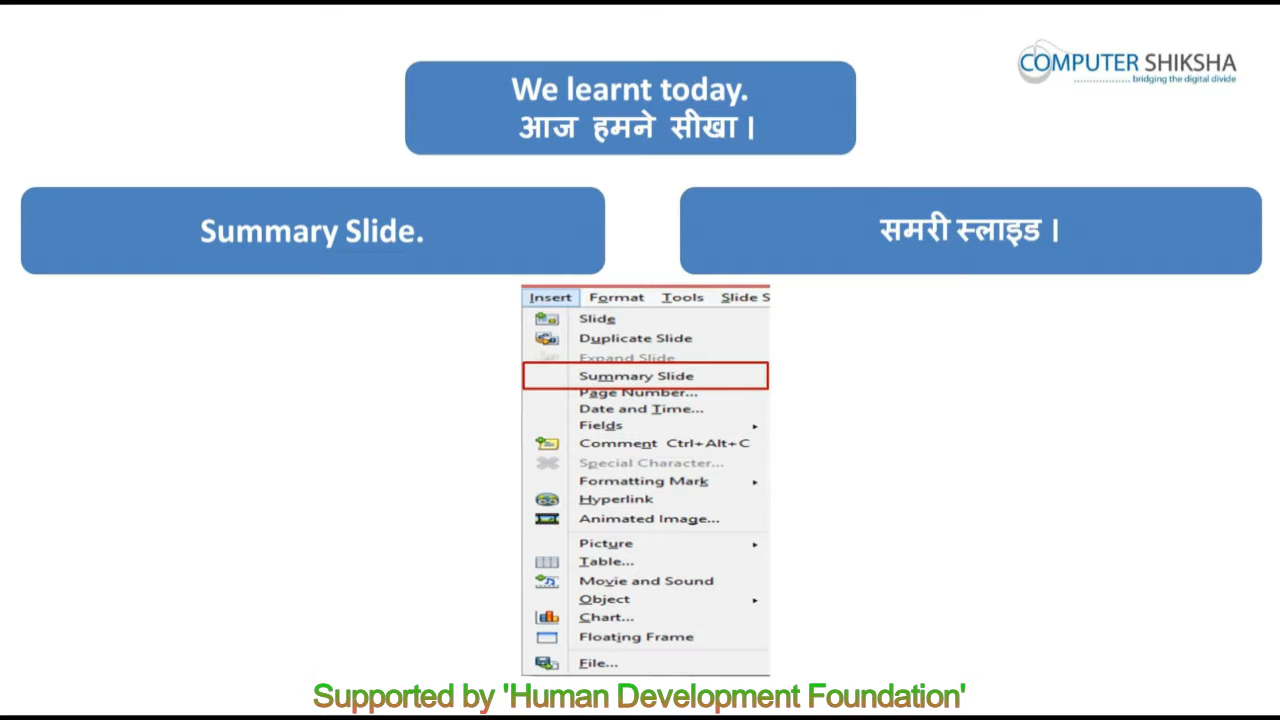 COMPUTER SHIKSHA
bridging the digital divide
We learnt today.
आज हमने सीखा।
Summary Slide.
समरी स्लाइड।
Insert Format Tools Slide S
Slide
Duplicate Slide
Expand Slide
Summary Slide
Page Number...
Date and Time...
Fields
Comment Ctrl+Alt+C
Special Character...
Formatting Mark
Hyperlink
Animated Image...
Picture
Table...
Movie and Sound
Object
Chart...
Floating Frame
File...
Supported by 'Human Development Foundation'